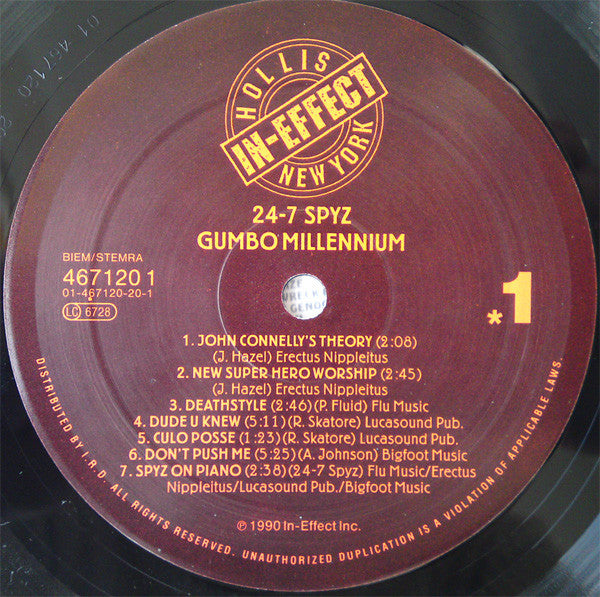 HOLLIS
IN-EFFECT
NEW YORK
24-7 SPYZ
GUMBO MILLENNIUM
BIEM/STEMRA
467120 1
01-467120-20-1
LC 6728
*1
1. JOHN CONNELLY'S THEORY (2:08)
(J. Hazel) Erectus Nippleitus
2. NEW SUPER HERO WORSHIP (2:45)
(J. Hazel) Erectus Nippleitus
3. DEATHSTYLE (2:46) (P. Fluid) Flu Music
4. DUDE U KNEW (5:11) (R. Skatore) Lucasound Pub.
5. CULO POSSE (1:23) (R. Skatore) Lucasound Pub.
6. DON'T PUSH ME (5:25) (A. Johnson) Bigfoot Music
7. SPYZ ON PIANO (2:38) (24-7 Spyz) Flu Music/Erectus
Nippleitus/Lucasound Pub./Bigfoot Music
℗ 1990 In-Effect Inc.
DISTRIBUTED BY I.R.D. ALL RIGHTS RESERVED. UNAUTHORIZED DUPLICATION IS A VIOLATION OF APPLICABLE LAWS.
01-467120